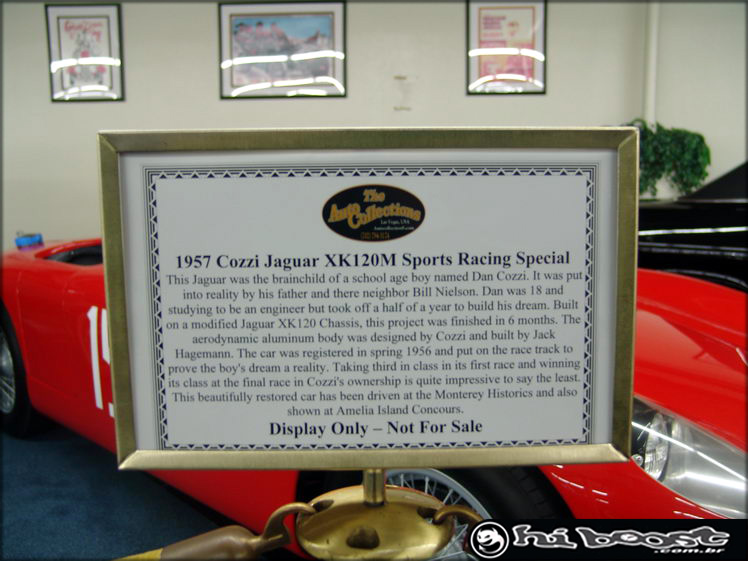 The
Auto Collections
Las Vegas, USA
1957 Cozzi Jaguar XK120M Sports Racing Special
This Jaguar was the brainchild of a school age boy named Dan Cozzi. It was put
into reality by his father and there neighbor Bill Nielson. Dan was 18 and
studying to be an engineer but took off a half of a year to build his dream. Built
on a modified Jaguar XK120 Chassis, this project was finished in 6 months. The
aerodynamic aluminum body was designed by Cozzi and built by Jack
Hagemann. The car was registered in spring 1956 and put on the race track to
prove the boy's dream a reality. Taking third in class in its first race and winning
its class at the final race in Cozzi's ownership is quite impressive to say the least.
This beautifully restored car has been driven at the Monterey Historics and also
shown at Amelia Island Concours.
Display Only – Not For Sale
hi boost
.com.br